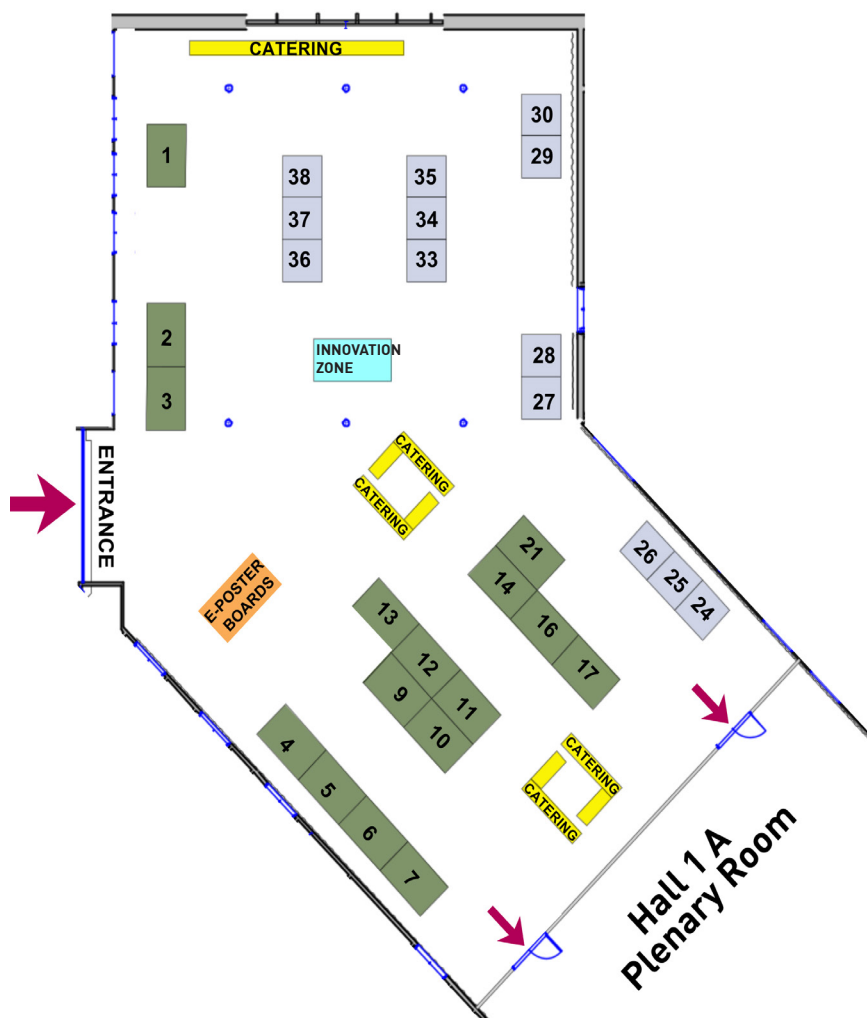 CATERING
1
30
29
38
37
36
35
34
33
2
3
INNOVATION
ZONE
28
27
ENTRANCE
CATERING
CATERING
E-POSTER
BOARDS
21
14
16
17
26
25
24
13
12
11
9
10
4
5
6
7
CATERING
CATERING
Hall 1 A
Plenary Room